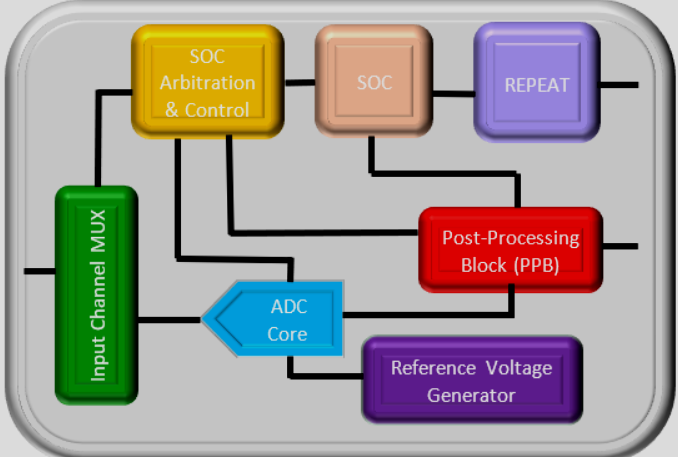 SOC
Arbitration
& Control
SOC
REPEAT
Input Channel MUX
Post-Processing
Block (PPB)
ADC
Core
Reference Voltage
Generator